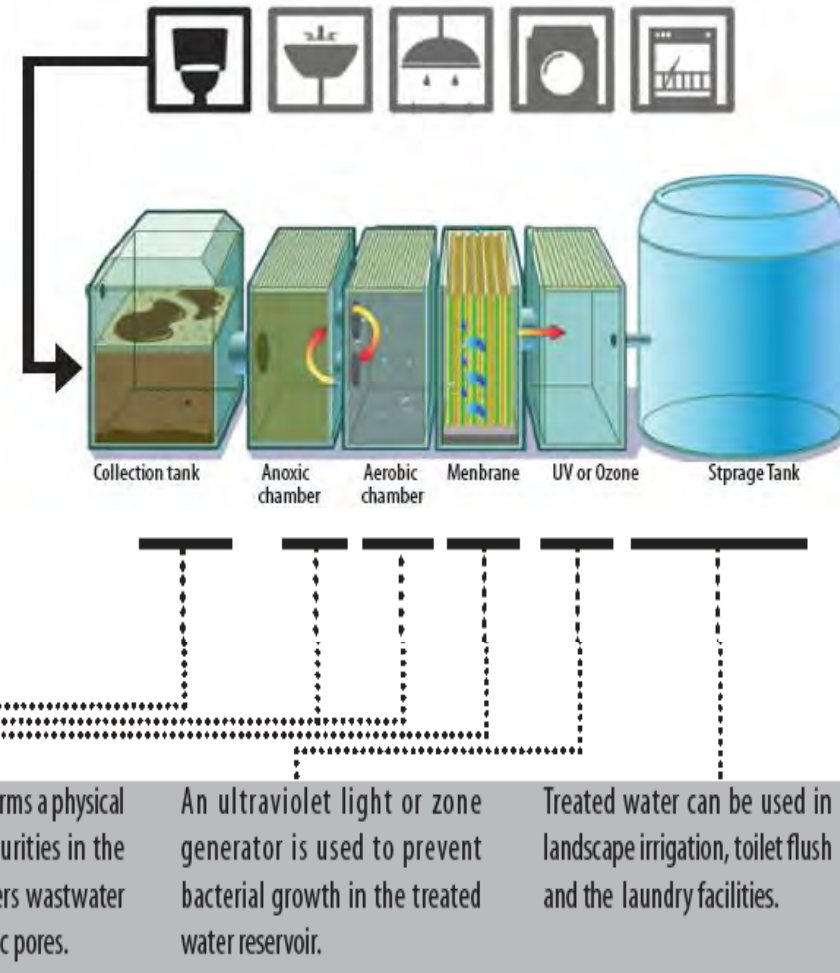 Collection tank
Anoxic
chamber
Aerobic
chamber
Menbrane
UV or Ozone
Stprage Tank
rms a physical
urities in the
ers wastwater
c pores.
An ultraviolet light or zone
generator is used to prevent
bacterial growth in the treated
water reservoir.
Treated water can be used in
landscape irrigation, toilet flush
and the laundry facilities.